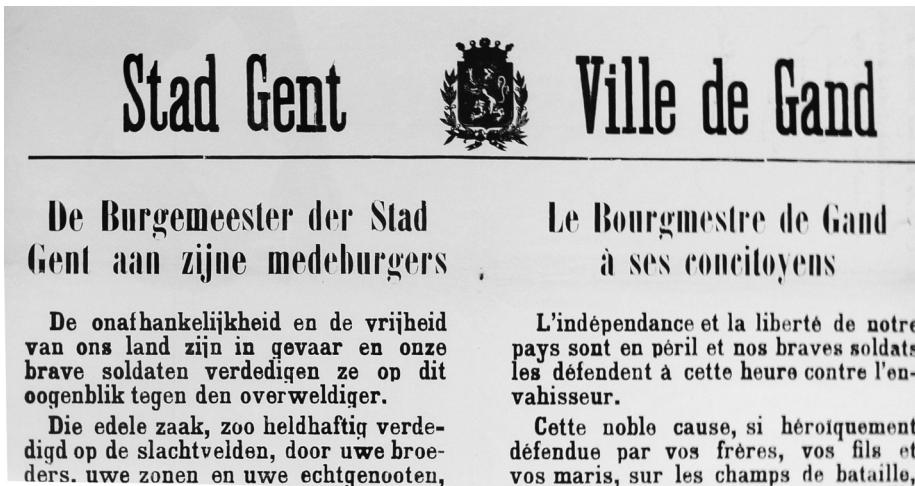 Stad Gent
Ville de Gand
De Burgemeester der Stad
Gent aan zijne medeburgers
De onafhankelijkheid en de vrijheid
van ons land zijn in gevaar en onze
brave soldaten verdedigen ze op dit
oogenblik tegen den overweldiger.
Die edele zaak, zoo heldhaftig verde-
digd op de slachtvelden, door uwe broe-
ders, uwe zonen en uwe echtgenooten,
Le Bourgmestre de Gand
à ses concitoyens
L'indépendance et la liberté de notre
pays sont en péril et nos braves soldats
les défendent à cette heure contre l'en-
vahisseur.
Cette noble cause, si héroïquement
défendue par vos frères, vos fils et
vos maris, sur les champs de bataille,